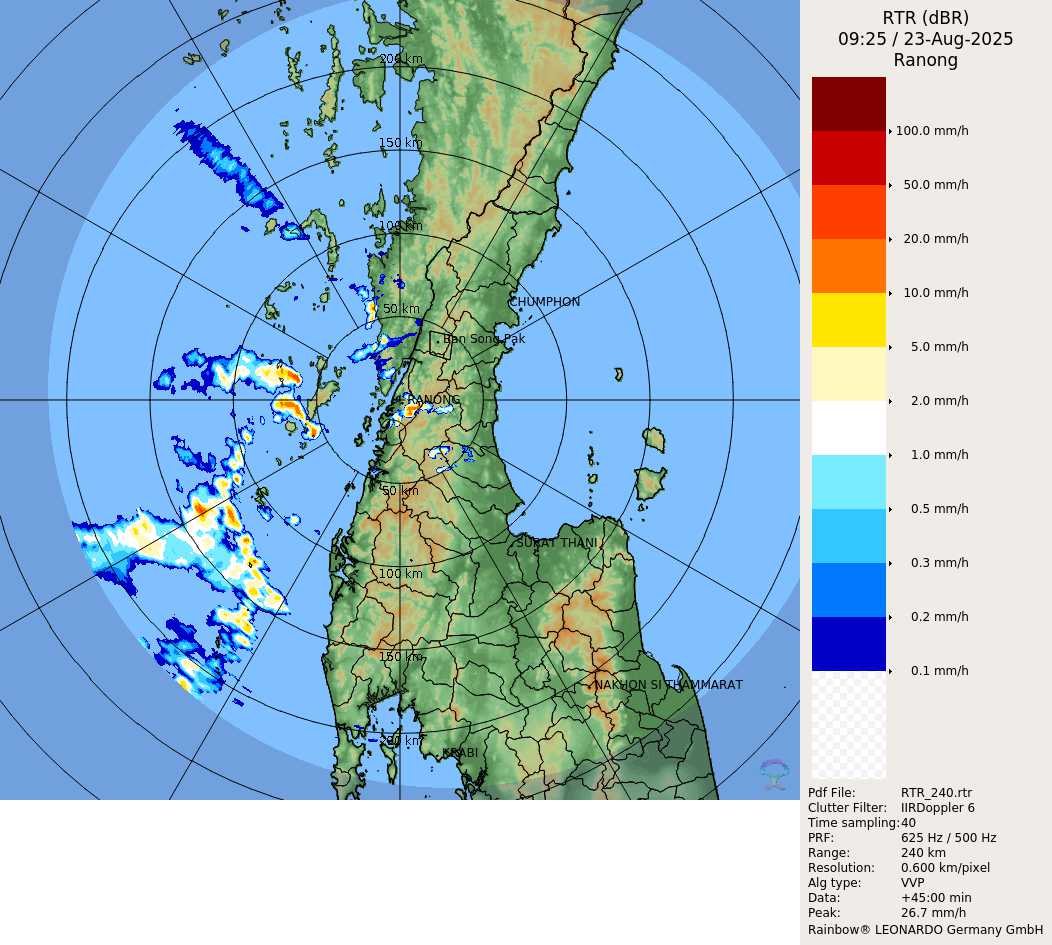 RTR (dBR)
09:25 / 23-Aug-2025
Ranong
200 km
150 km
100 km
50 km
CHUMPHON
Ban Song Pak
RANONG
50 km
SURAT THANI
100 km
150 km
NAKHON SI THAMMARAT
200 km
KRABI
100.0 mm/h
50.0 mm/h
20.0 mm/h
10.0 mm/h
5.0 mm/h
2.0 mm/h
1.0 mm/h
0.5 mm/h
0.3 mm/h
0.2 mm/h
0.1 mm/h
Pdf File: RTR_240.rtr
Clutter Filter: IIRDoppler 6
Time sampling: 40
PRF: 625 Hz / 500 Hz
Range: 240 km
Resolution: 0.600 km/pixel
Alg type: VVP
Data: +45:00 min
Peak: 26.7 mm/h
Rainbow® LEONARDO Germany GmbH